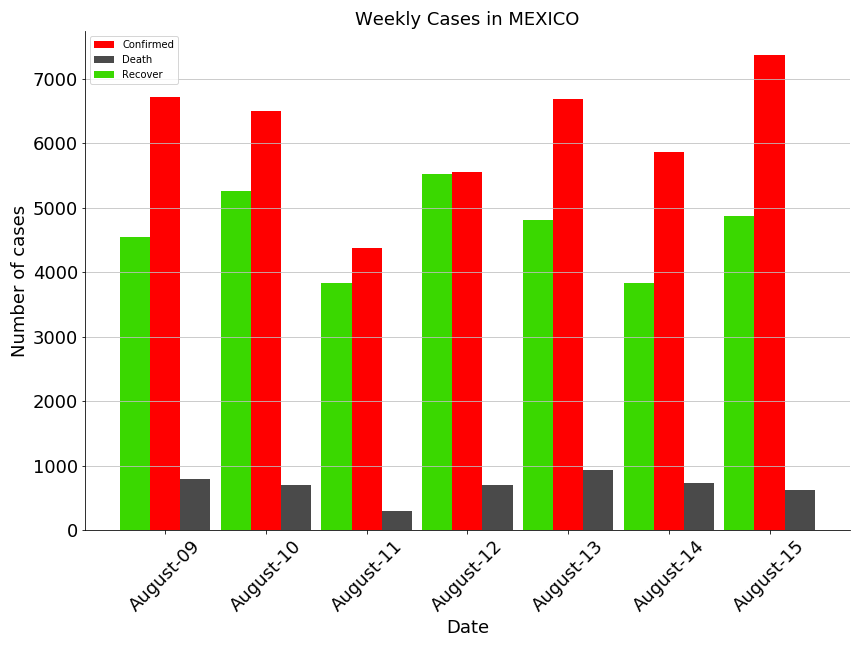 Weekly Cases in MEXICO
Confirmed
Death
Recover
Number of cases
7000
6000
5000
4000
3000
2000
1000
0
August-09
August-10
August-11
August-12
August-13
August-14
August-15
Date